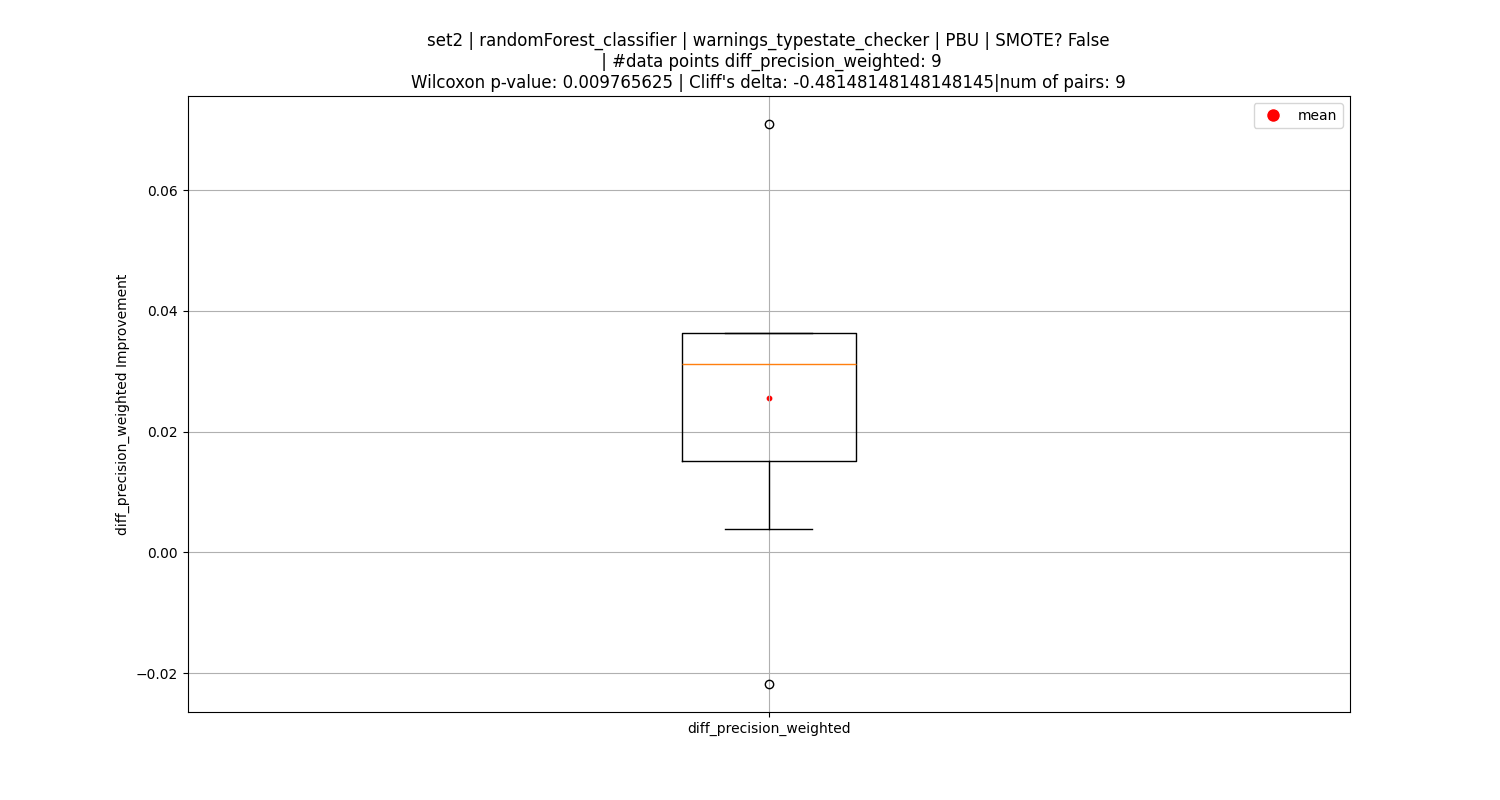 set2 | randomForest_classifier | warnings_typestate_checker | PBU | SMOTE? False
| #data points diff_precision_weighted: 9
Wilcoxon p-value: 0.009765625 | Cliff's delta: -0.48148148148148145|num of pairs: 9
mean
0.06
0.04
0.02
0.00
−0.02
diff_precision_weighted Improvement
diff_precision_weighted